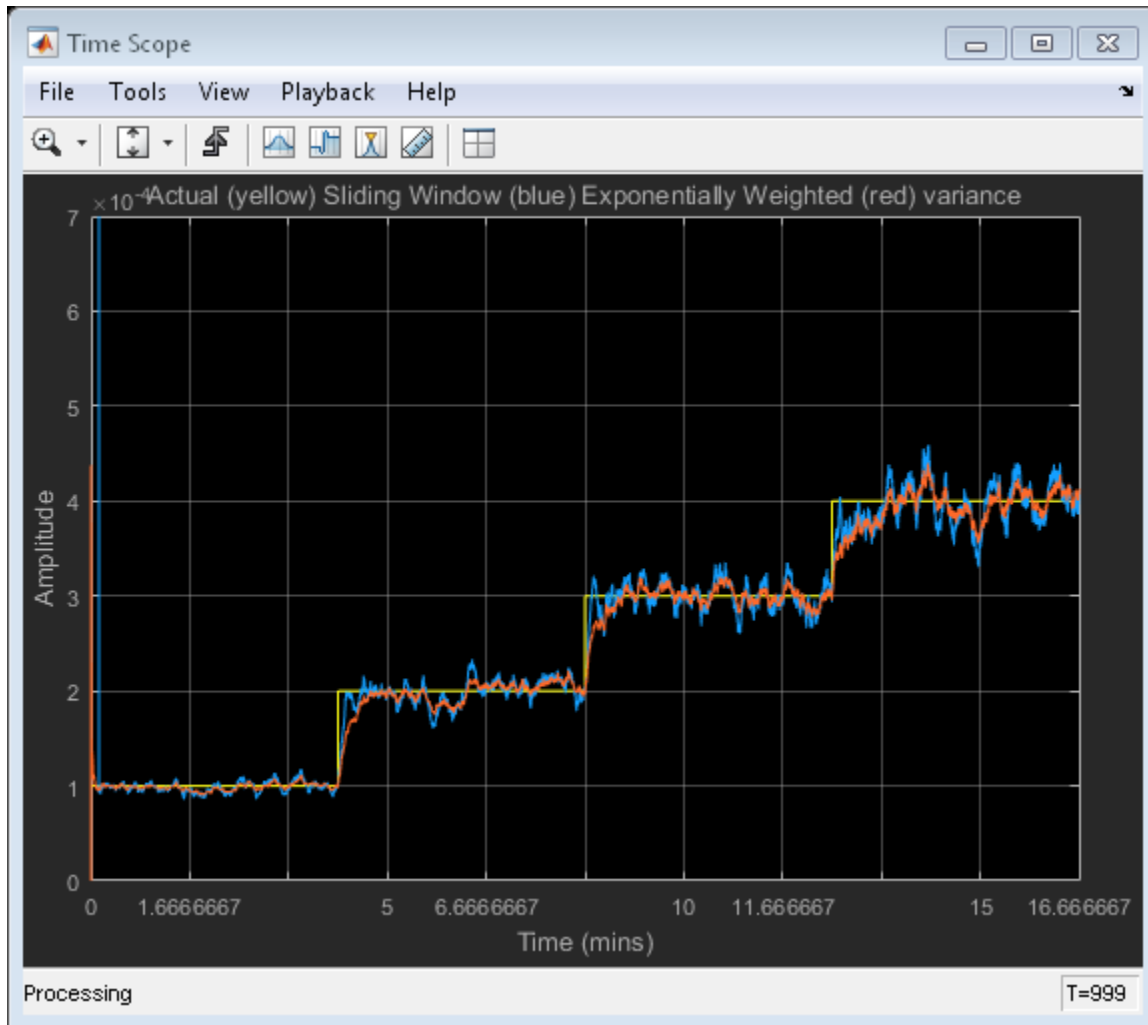 Time Scope
File Tools View Playback Help
×10⁻⁴ Actual (yellow) Sliding Window (blue) Exponentially Weighted (red) variance
7
6
5
4
3
2
1
0
Amplitude
0 1.6666667 5 6.6666667 10 11.666667 15 16.666667
Time (mins)
Processing T=999